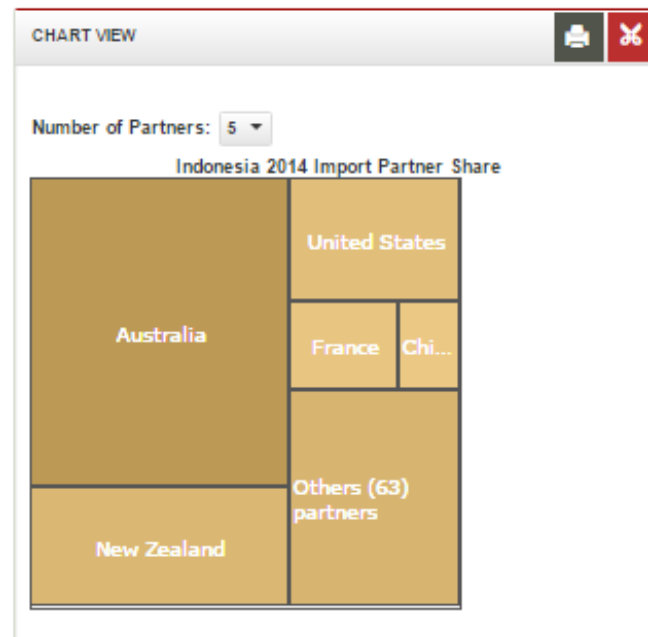 CHART VIEW
Number of Partners: 5
Indonesia 2014 Import Partner Share
Australia
United States
France
Chi...
New Zealand
Others (63)
partners